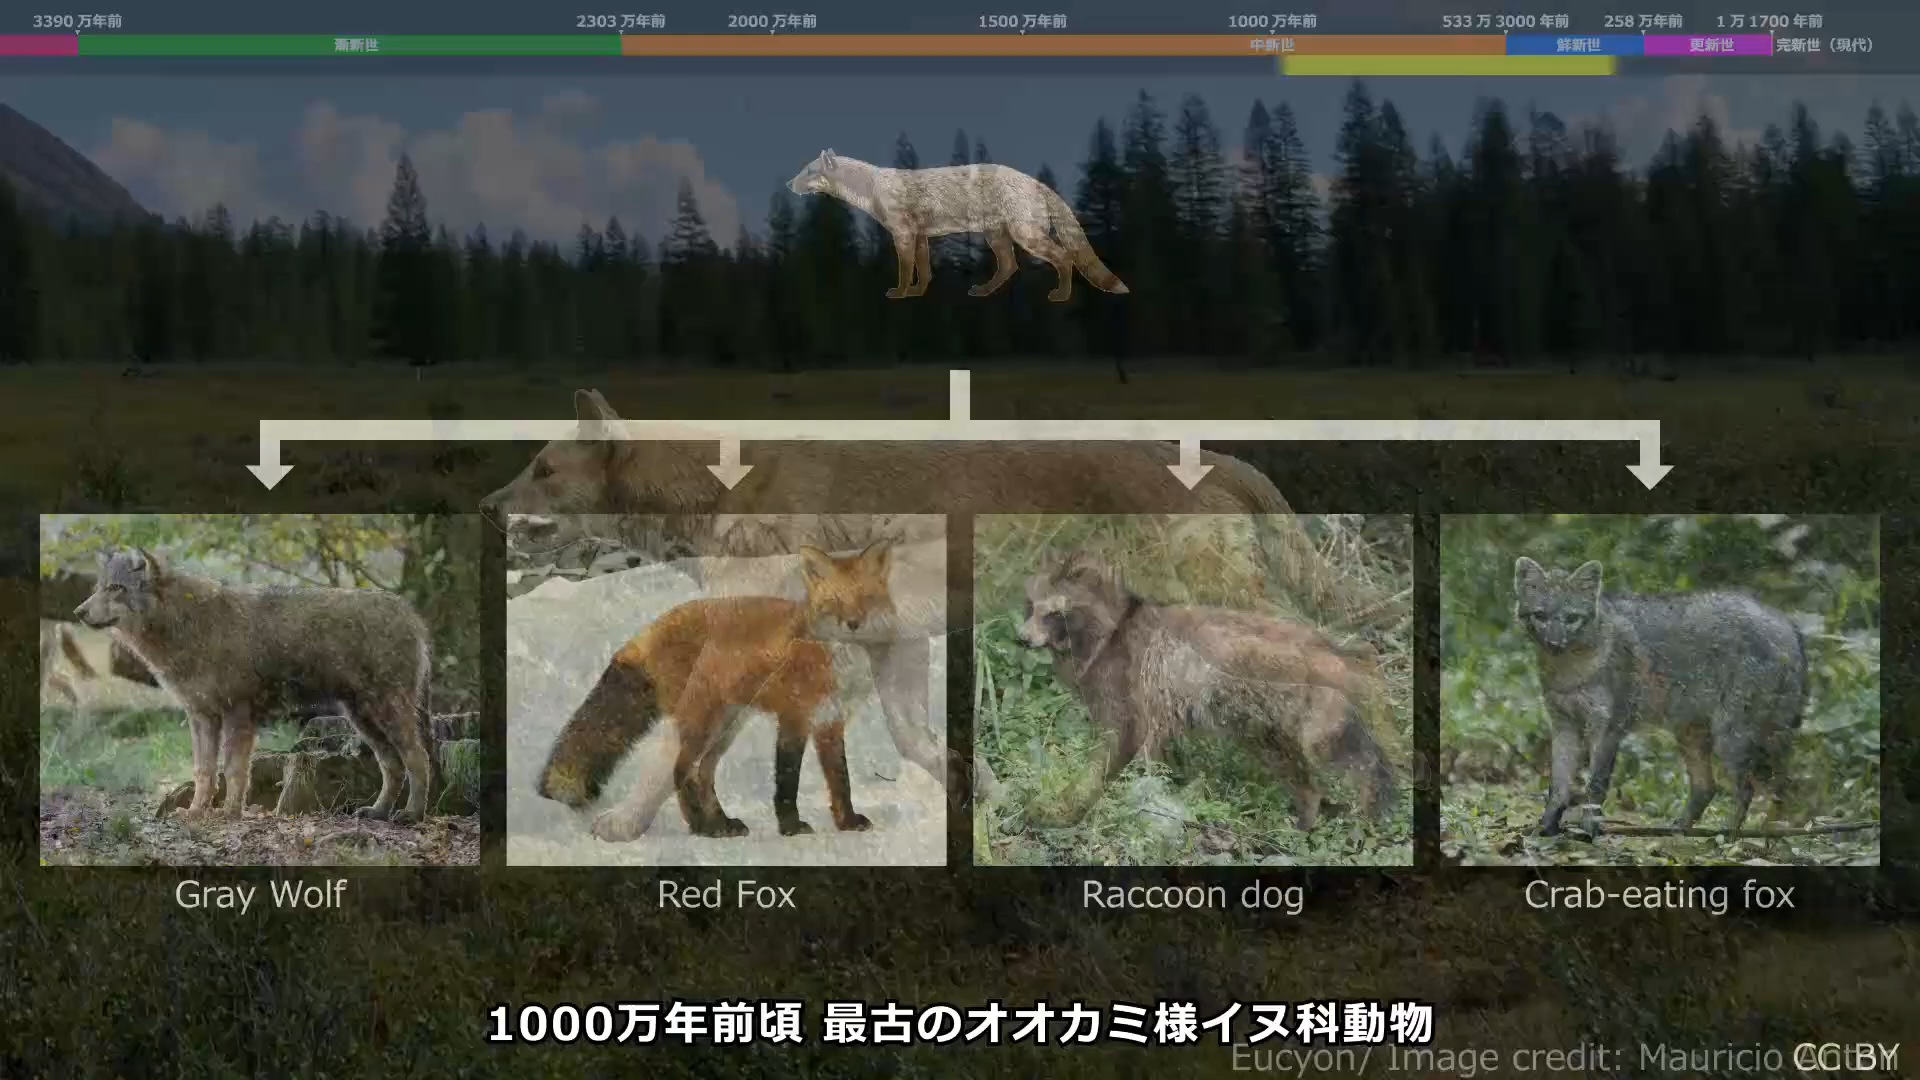 3390 万年前
2303 万年前
2000 万年前
1500 万年前
1000 万年前
533 万 3000 年前
258 万年前
1 万 1700 年前
漸新世
中新世
鮮新世
更新世
完新世（現代）
Gray Wolf
Red Fox
Raccoon dog
Crab-eating fox
1000万年前頃 最古のオオカミ様イヌ科動物
Eucyon/ Image credit: Mauricio
CC BY